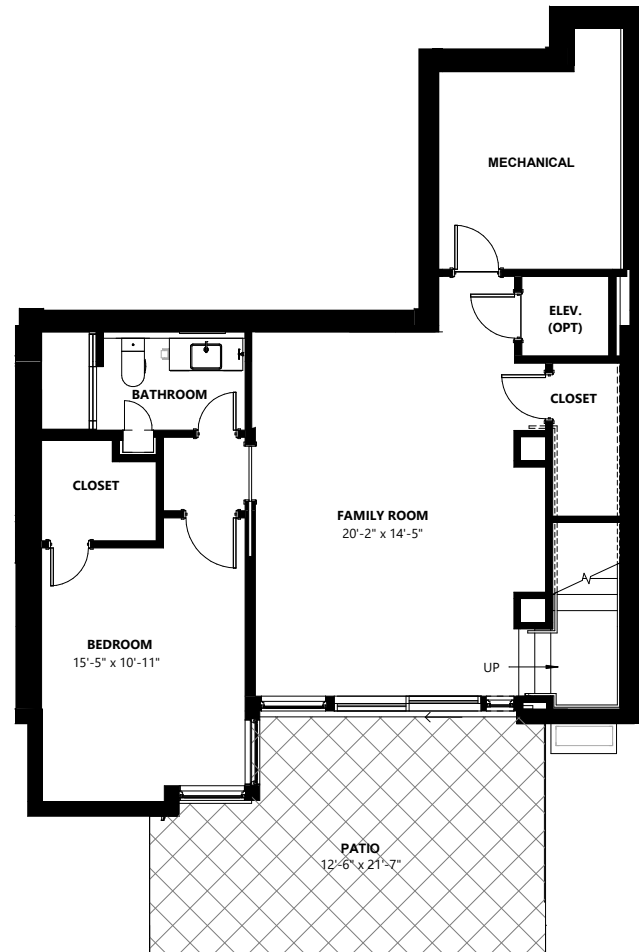 MECHANICAL
ELEV.
(OPT)
CLOSET
BATHROOM
CLOSET
FAMILY ROOM
20'-2" x 14'-5"
BEDROOM
15'-5" x 10'-11"
UP
PATIO
12'-6" x 21'-7"